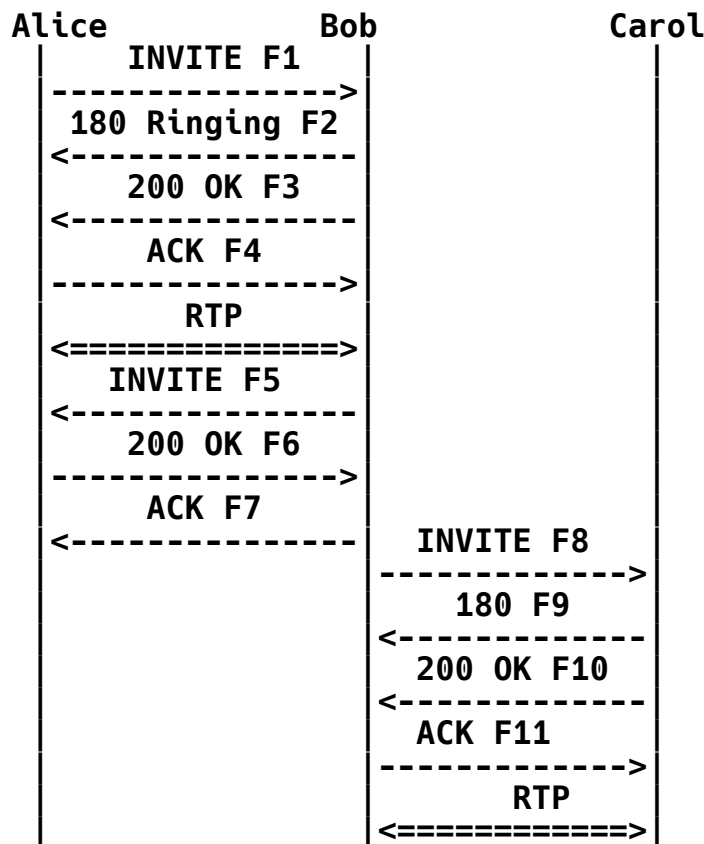 Alice Bob Carol
INVITE F1
180 Ringing F2
200 OK F3
ACK F4
RTP
INVITE F5
200 OK F6
ACK F7
INVITE F8
180 F9
200 OK F10
ACK F11
RTP